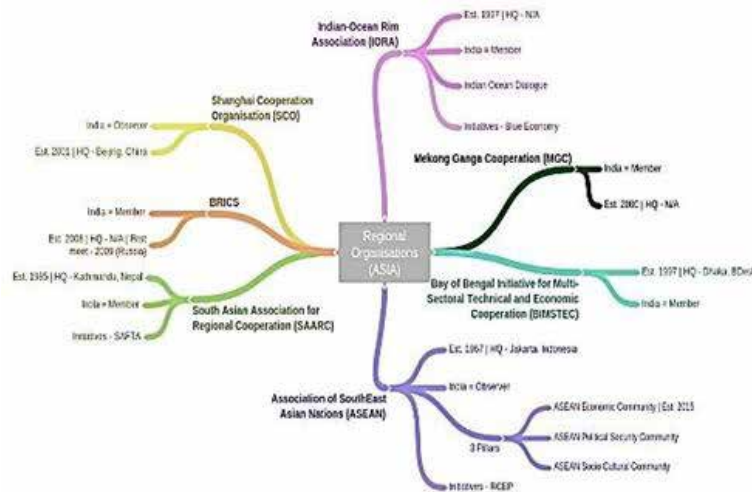 Indian-Ocean Rim
Association (IORA)
Est. 1997 | HQ - N/A
India = Member
Indian Ocean Dialogue
Initiatives - Blue Economy
Shanghai Cooperation
Organisation (SCO)
India = Observer
Est. 2001 | HQ - Beijing, China
Mekong Ganga Cooperation (MGC)
India = Member
Est. 2000 | HQ - N/A
BRICS
India = Member
HQ - N/A | First
meet - 2009 (Russia)
Regional
Organisations
(ASIA)
Est. 1985 | HQ - Kathmandu, Nepal
India = Member
Initiatives - SAFTA
South Asian Association for
Regional Cooperation (SAARC)
Bay of Bengal Initiative for Multi-
Sectoral Technical and Economic
Cooperation (BIMSTEC)
Est. 1997 | HQ - Dhaka, BDesh
India = Member
Association of SouthEast
Asian Nations (ASEAN)
Est. 1967 | HQ - Jakarta, Indonesia
India = Observer
3 Pillars
ASEAN Economic Community | Est. 2015
ASEAN Political Security Community
ASEAN Socio Cultural Community
Initiatives - RCEP